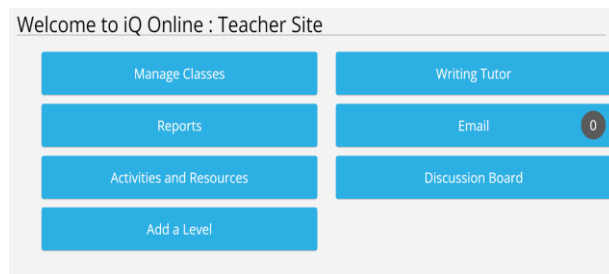 Welcome to iQ Online : Teacher Site
Manage Classes
Writing Tutor
Reports
Email
0
Activities and Resources
Discussion Board
Add a Level